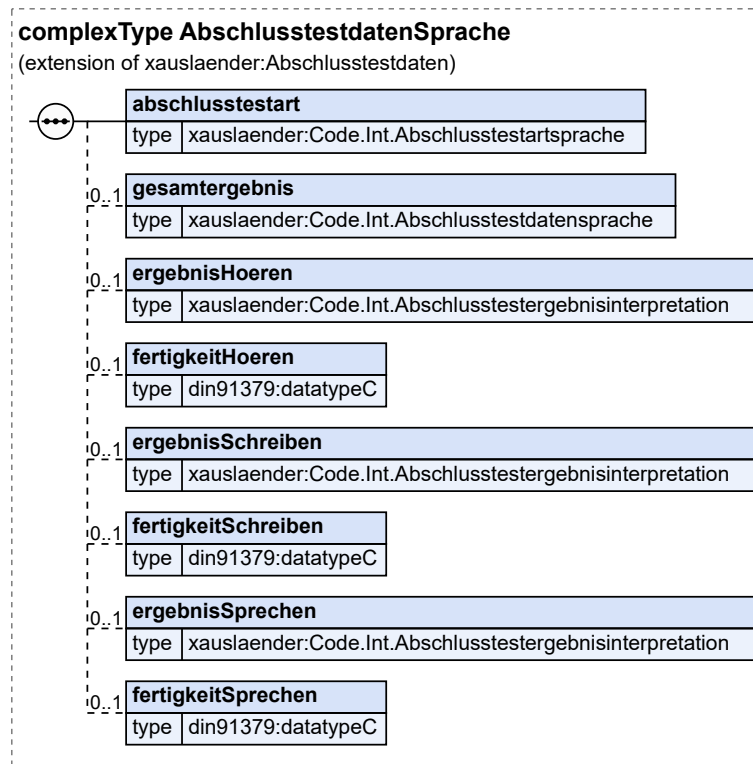 complexType AbschlusstestdatenSprache
(extension of xauslaender:Abschlusstestdaten)
abschlusstestart
type xauslaender:Code.Int.Abschlusstestartsprache
0..1 gesamtergebnis
type xauslaender:Code.Int.Abschlusstestdatensprache
0..1 ergebnisHoeren
type xauslaender:Code.Int.Abschlusstestergebnisinterpretation
0..1 fertigkeitHoeren
type din91379:datatypeC
0..1 ergebnisSchreiben
type xauslaender:Code.Int.Abschlusstestergebnisinterpretation
0..1 fertigkeitSchreiben
type din91379:datatypeC
0..1 ergebnisSprechen
type xauslaender:Code.Int.Abschlusstestergebnisinterpretation
0..1 fertigkeitSprechen
type din91379:datatypeC